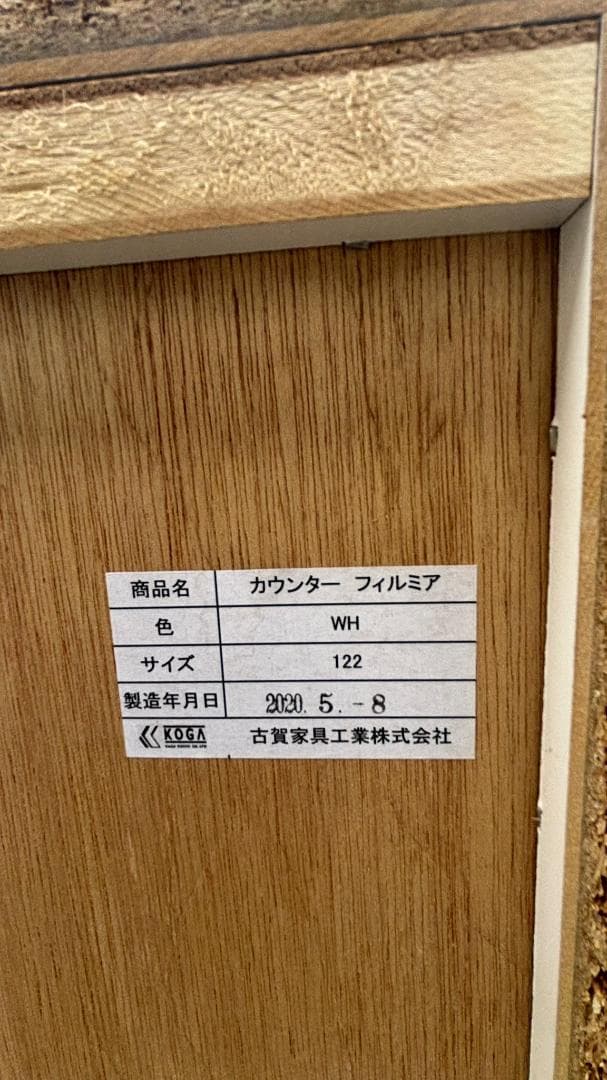 商品名 カウンター フィルミア
色 WH
サイズ 122
製造年月日 2020. 5. -8
KOGA 古賀家具工業株式会社